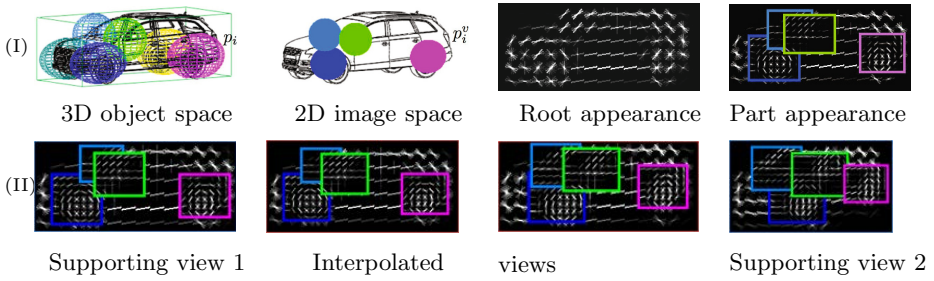 (I)
p_i
p_i^v
3D object space 2D image space Root appearance Part appearance
(II)
Supporting view 1 Interpolated views Supporting view 2